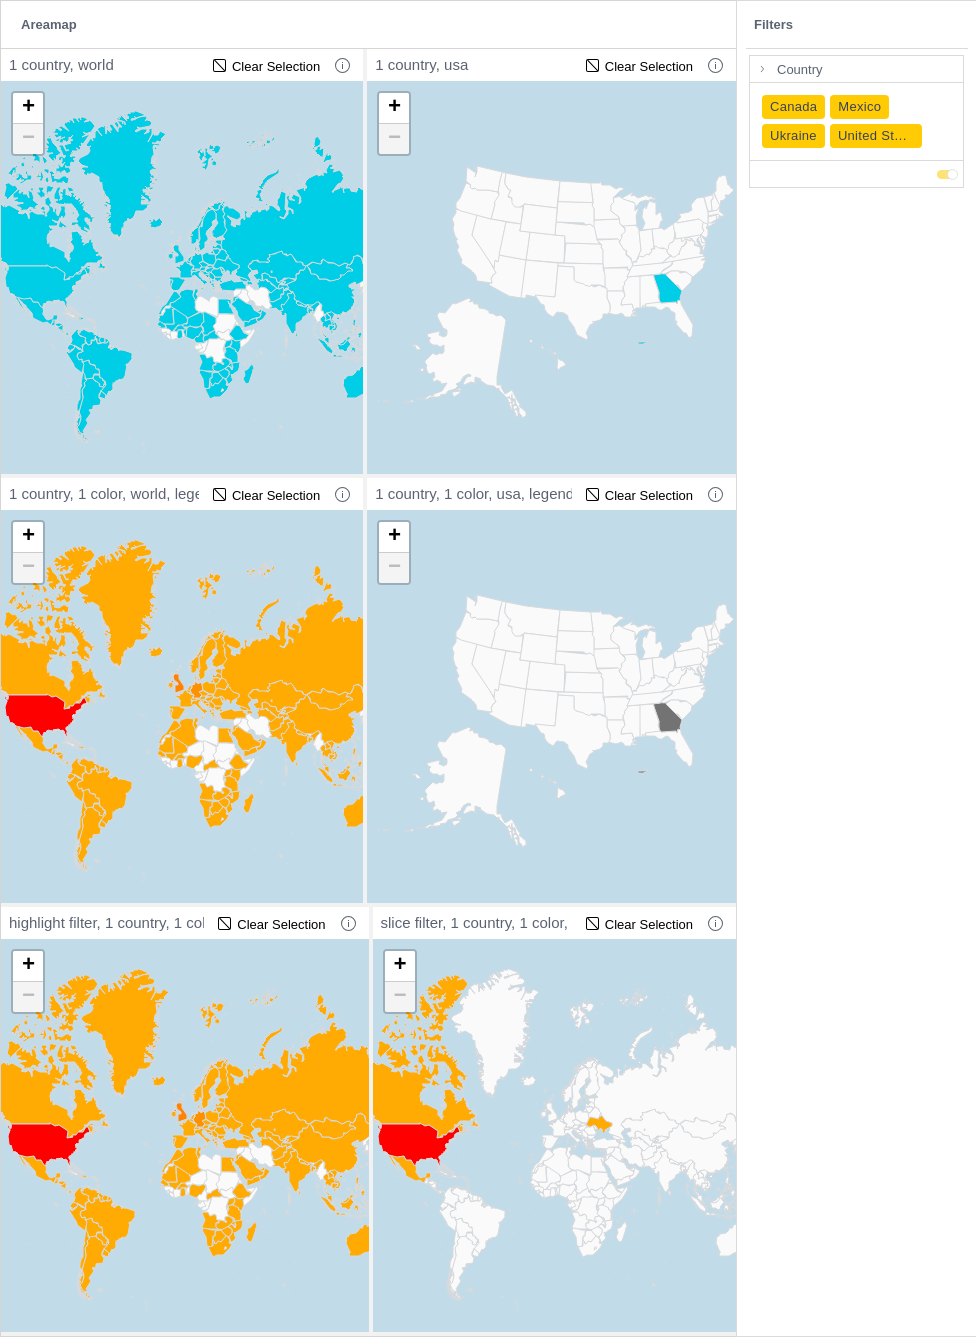 Areamap
Filters
1 country, world
Clear Selection
1 country, usa
Clear Selection
Country
Canada
Mexico
Ukraine
United St...
+
−
+
−
1 country, 1 color, world, lege
Clear Selection
1 country, 1 color, usa, legend
Clear Selection
+
−
+
−
highlight filter, 1 country, 1 col
Clear Selection
slice filter, 1 country, 1 color,
Clear Selection
+
−
+
−